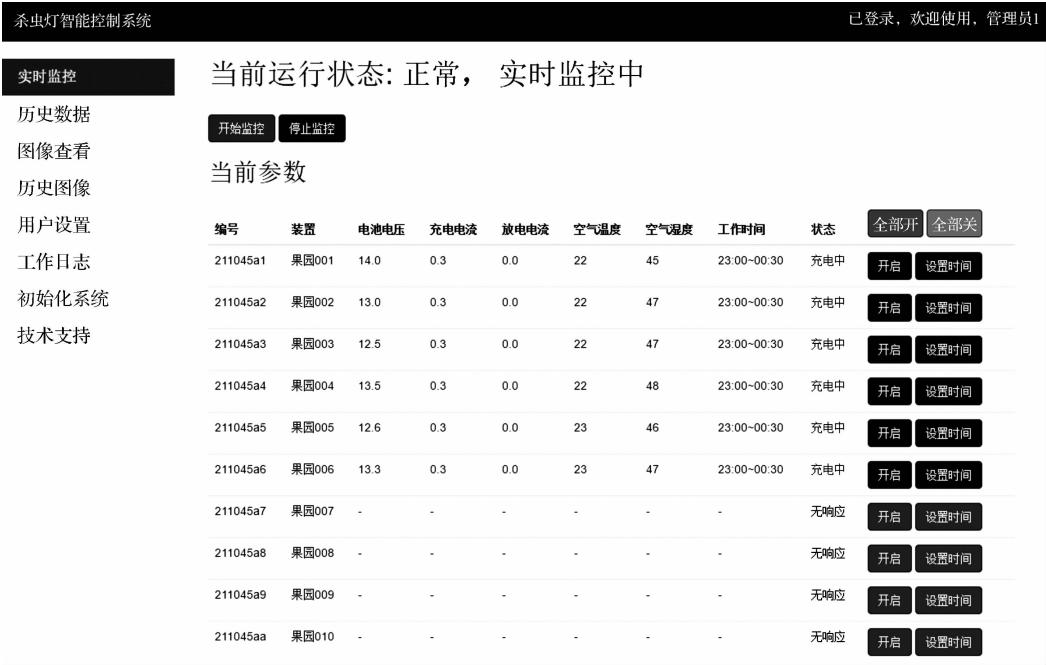 杀虫灯智能控制系统 已登录，欢迎使用，管理员1
实时监控
历史数据
图像查看
历史图像
用户设置
工作日志
初始化系统
技术支持
当前运行状态: 正常， 实时监控中
开始监控 停止监控
当前参数
编号 装置 电池电压 充电电流 放电电流 空气温度 空气湿度 工作时间 状态 全部开 全部关
211045a1 果园001 14.0 0.3 0.0 22 45 23:00~00:30 充电中 开启 设置时间
211045a2 果园002 13.0 0.3 0.0 22 47 23:00~00:30 充电中 开启 设置时间
211045a3 果园003 12.5 0.3 0.0 22 47 23:00~00:30 充电中 开启 设置时间
211045a4 果园004 13.5 0.3 0.0 22 48 23:00~00:30 充电中 开启 设置时间
211045a5 果园005 12.6 0.3 0.0 23 46 23:00~00:30 充电中 开启 设置时间
211045a6 果园006 13.3 0.3 0.0 23 47 23:00~00:30 充电中 开启 设置时间
211045a7 果园007 - - - - - - 无响应 开启 设置时间
211045a8 果园008 - - - - - - 无响应 开启 设置时间
211045a9 果园009 - - - - - - 无响应 开启 设置时间
211045aa 果园010 - - - - - - 无响应 开启 设置时间